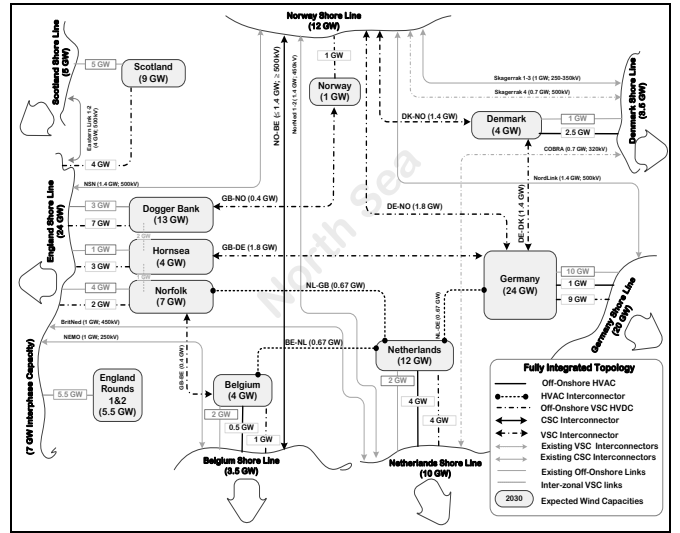 Norway Shore Line
(12 GW)
Scotland Shore Line
(5 GW)
5 GW
Scotland
(9 GW)
Eastern Link 1-2
(4 GW; 500kV)
4 GW
NSN (1.4 GW; 500kV)
NO-BE (≤ 1.4 GW; ≥ 500kV)
NorNed 1-2 (1.4 GW; 450kV)
1 GW
Norway
(1 GW)
Skagerrak 1-3 (1 GW; 250-350kV)
Skagerrak 4 (0.7 GW; 500kV)
DK-NO (1.4 GW)
Denmark
(4 GW)
1 GW
2.5 GW
Denmark Shore Line
(3.5 GW)
COBRA (0.7 GW; 320kV)
NordLink (1.4 GW; 500kV)
North Sea
England Shore Line
(24 GW)
3 GW
7 GW
Dogger Bank
(13 GW)
GB-NO (0.4 GW)
DE-NO (1.8 GW)
DE-DK (1.4 GW)
2 GW
1 GW
3 GW
Hornsea
(4 GW)
GB-DE (1.8 GW)
1 GW
4 GW
2 GW
Norfolk
(7 GW)
NL-GB (0.67 GW)
NL-DE (0.67 GW)
Germany
(24 GW)
10 GW
1 GW
9 GW
Germany Shore Line
(20 GW)
BritNed (1 GW; 450kV)
NEMO (1 GW; 250kV)
GB-BE (0.4 GW)
BE-NL (0.67 GW)
Netherlands
(12 GW)
2 GW
4 GW
4 GW
(7 GW Interphase Capacity)
5.5 GW
England
Rounds
1&2
(5.5 GW)
Belgium
(4 GW)
2 GW
0.5 GW
1 GW
Belgium Shore Line
(3.5 GW)
Netherlands Shore Line
(10 GW)
Fully Integrated Topology
Off-Onshore HVAC
HVAC Interconnector
Off-Onshore VSC HVDC
CSC Interconnector
VSC Interconnector
Existing VSC Interconnectors
Existing CSC Interconnectors
Existing Off-Onshore Links
Inter-zonal VSC links
2030
Expected Wind Capacities